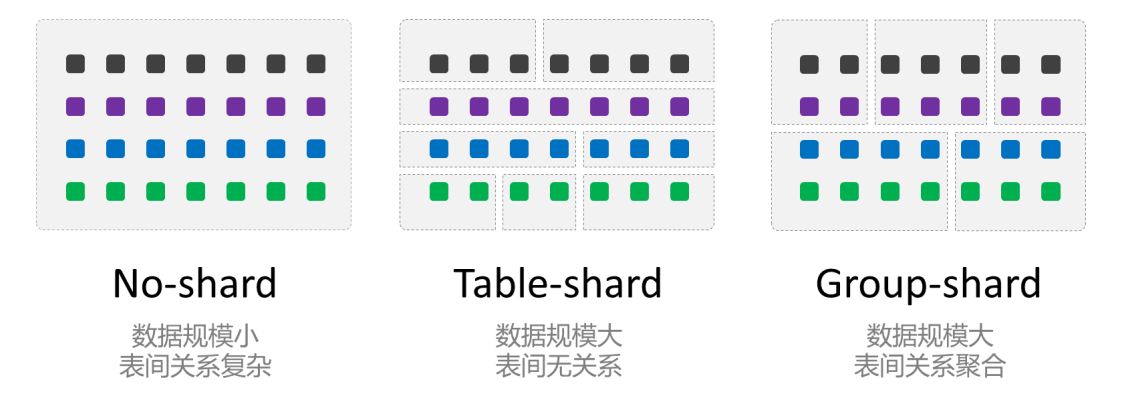 No-shard
数据规模小
表间关系复杂
Table-shard
数据规模大
表间无关系
Group-shard
数据规模大
表间关系聚合